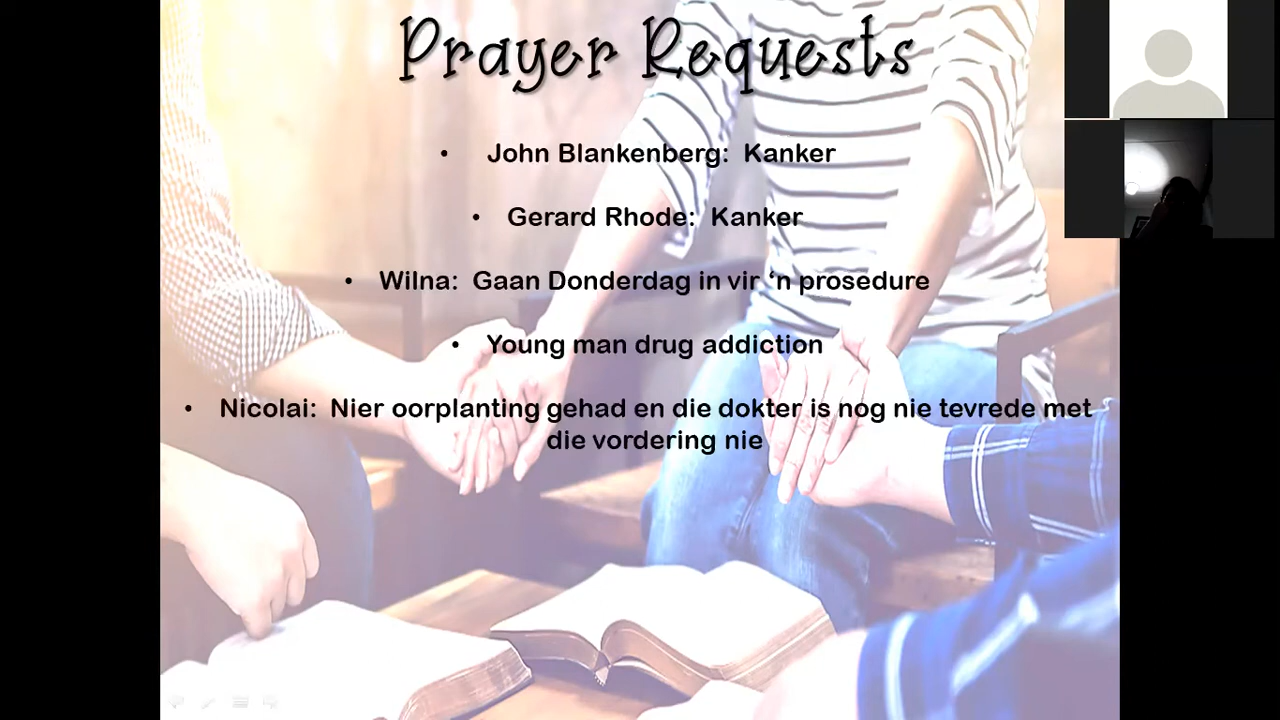 Prayer Requests
• John Blankenberg: Kanker
• Gerard Rhode: Kanker
• Wilna: Gaan Donderdag in vir ‘n prosedure
• Young man drug addiction
• Nicolai: Nier oorplanting gehad en die dokter is nog nie tevrede met
die vordering nie